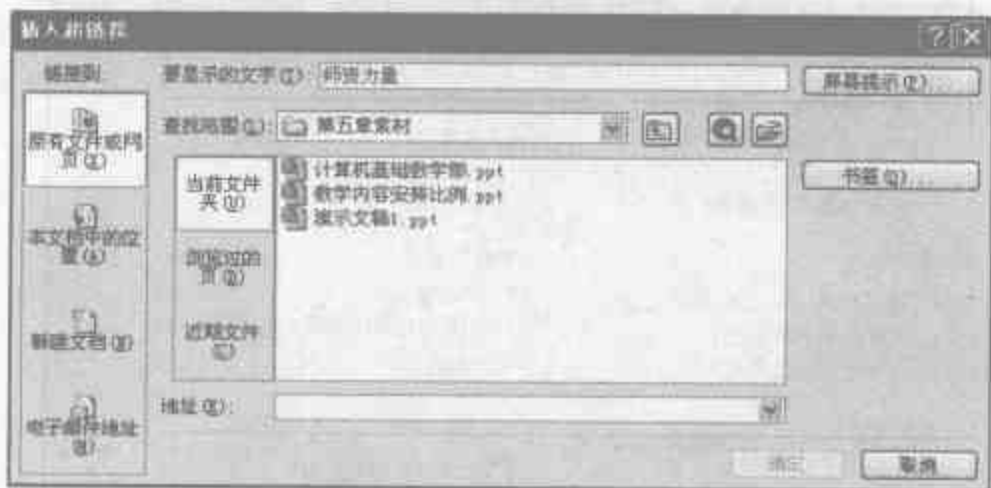 插入超链接
链接到
要显示的文字(T): 师资力量
屏幕提示(P)...
原有文件或网
页(X)
查找范围(L): 第五章素材
当前文件
夹(U)
计算机基础教学部.ppt
教学内容安排比例.ppt
演示文稿1.ppt
书签(O)...
本文档中的位
置(A)
浏览过的
页(B)
新建文档(N)
近期文件
(C)
电子邮件地址
(M)
地址(E):
确定
取消